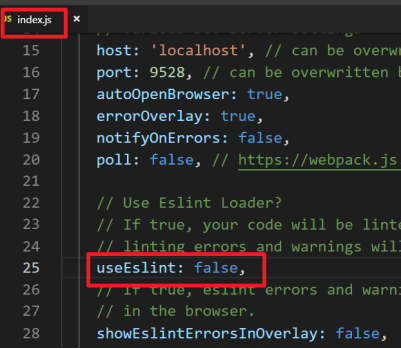 JS index.js ×
15 host: 'localhost', // can be overwr
16 port: 9528, // can be overwritten b
17 autoOpenBrowser: true,
18 errorOverlay: true,
19 notifyOnErrors: false,
20 poll: false, // https://webpack.js.
21
22 // Use Eslint Loader?
23 // If true, your code will be linte
24 // linting errors and warnings wil
25 useEslint: false,
26 // If true, eslint errors and warni
27 // in the browser.
28 showEslintErrorsInOverlay: false,